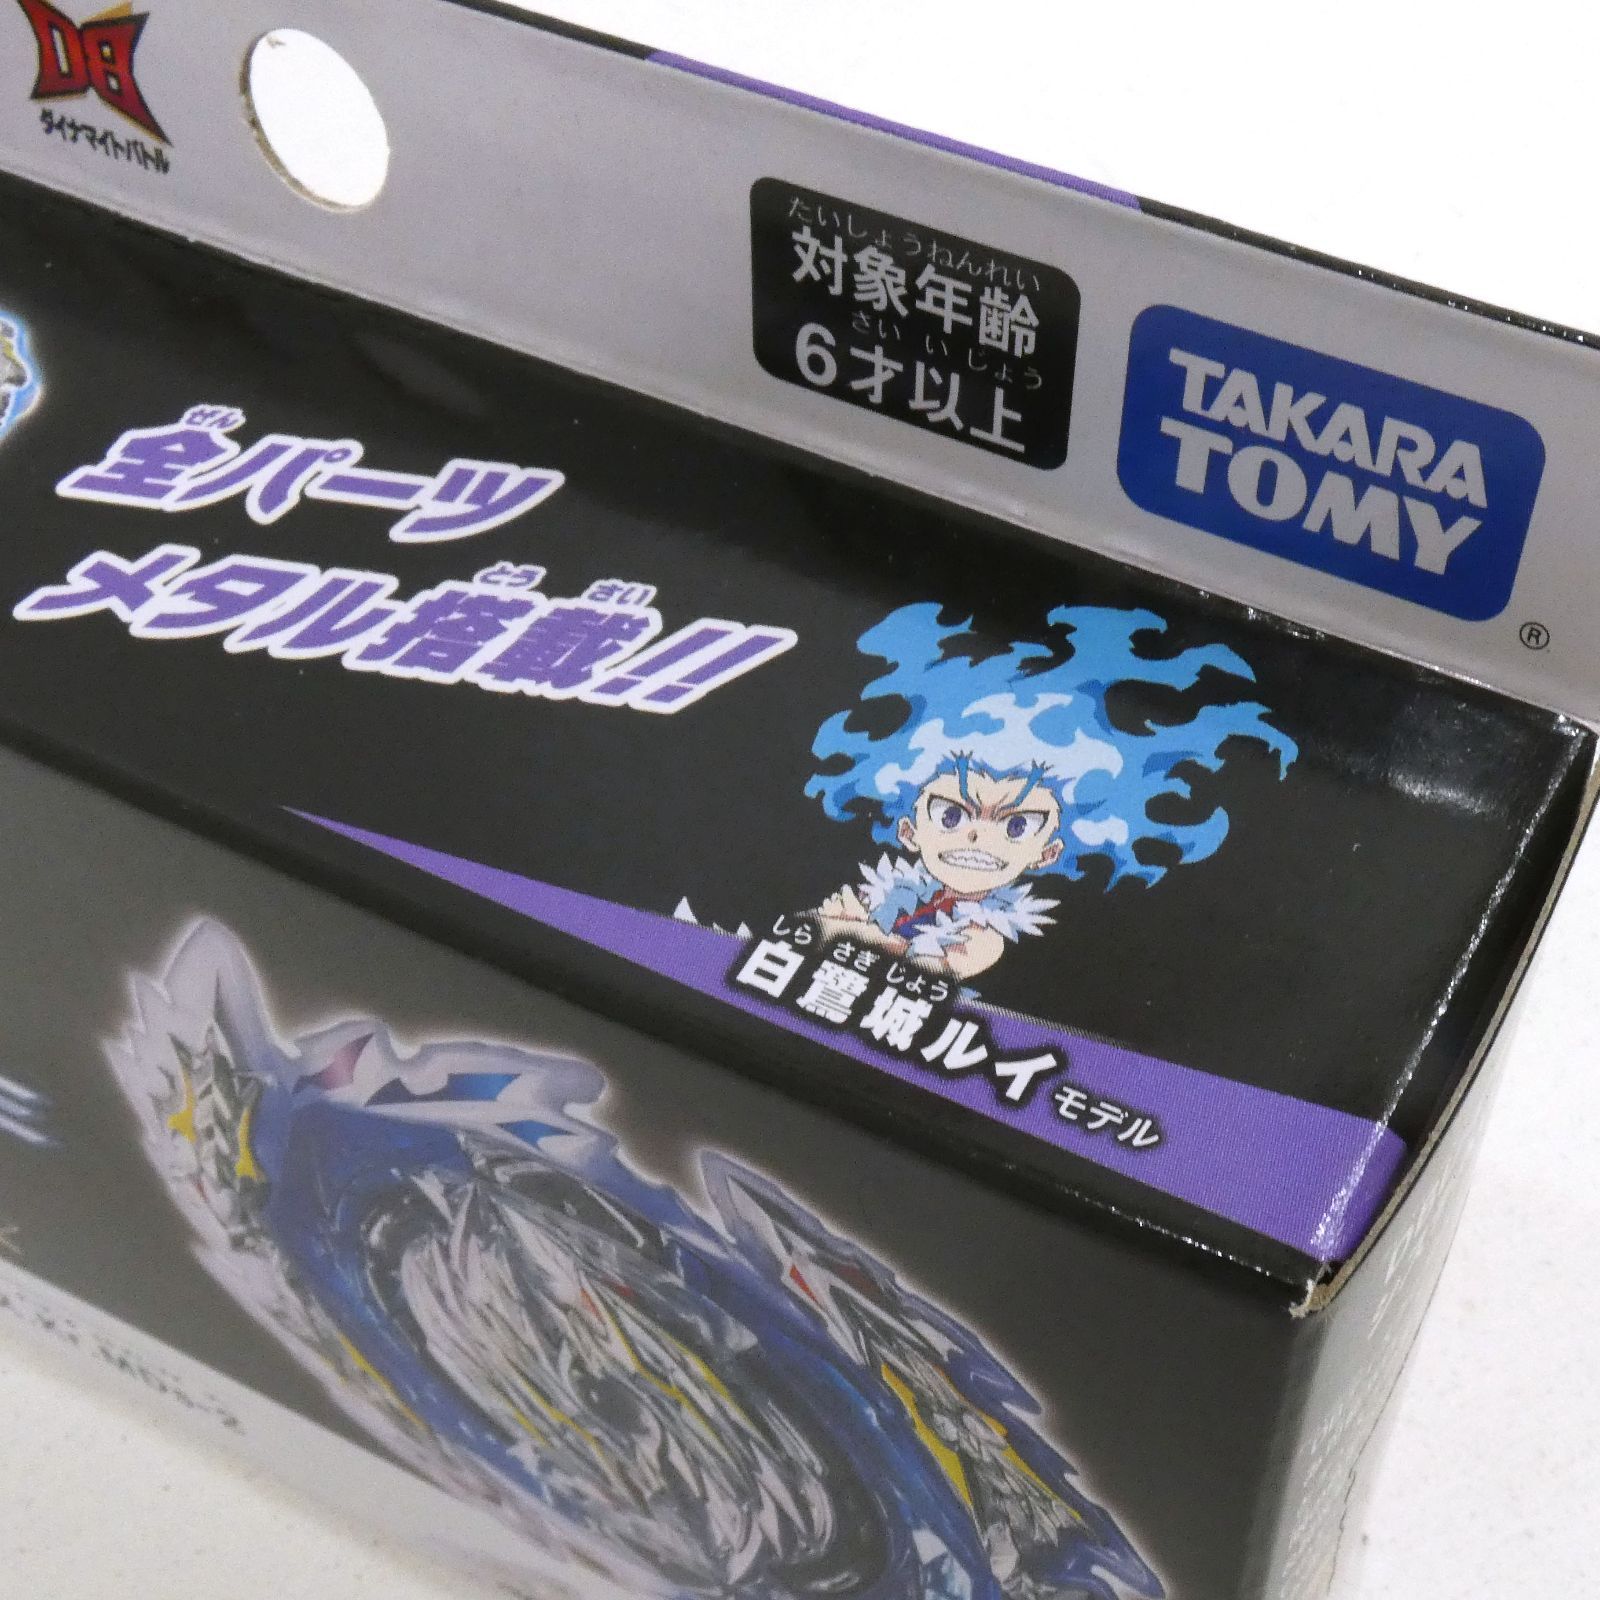 DB
ダイナマイトバトル
たいしょうねんれい
対象年齢
さい いじょう
6才以上
TAKARA
TOMY
®
ぜん
全パーツ
とう さい
メタル搭載!!
しら さぎ じょう
白鷺城ルイ モデル